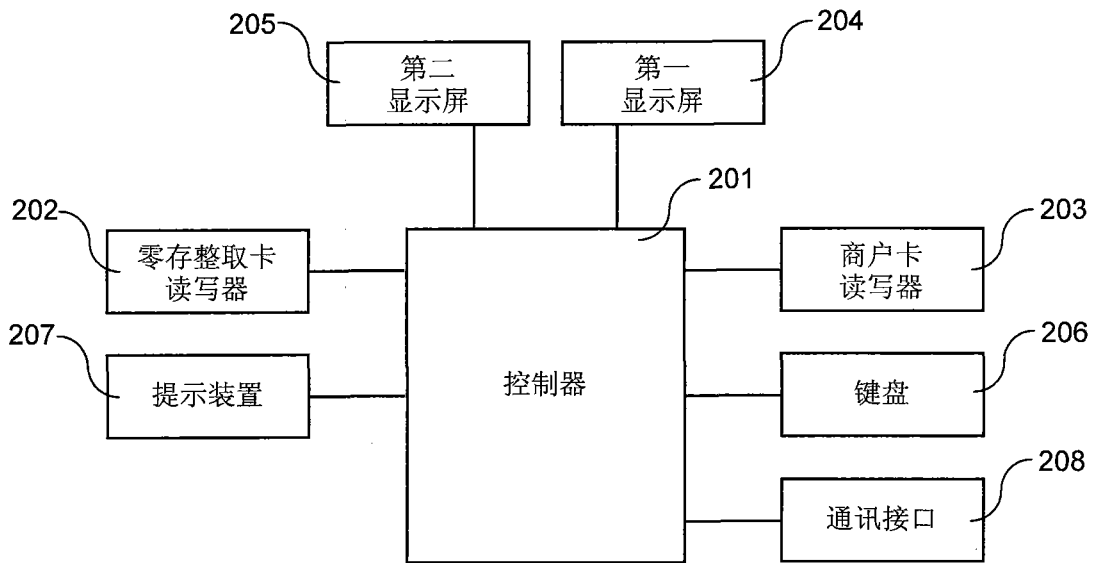 205
第二
显示屏
204
第一
显示屏
201
202
零存整取卡
读写器
203
商户卡
读写器
207
提示装置
控制器
206
键盘
208
通讯接口